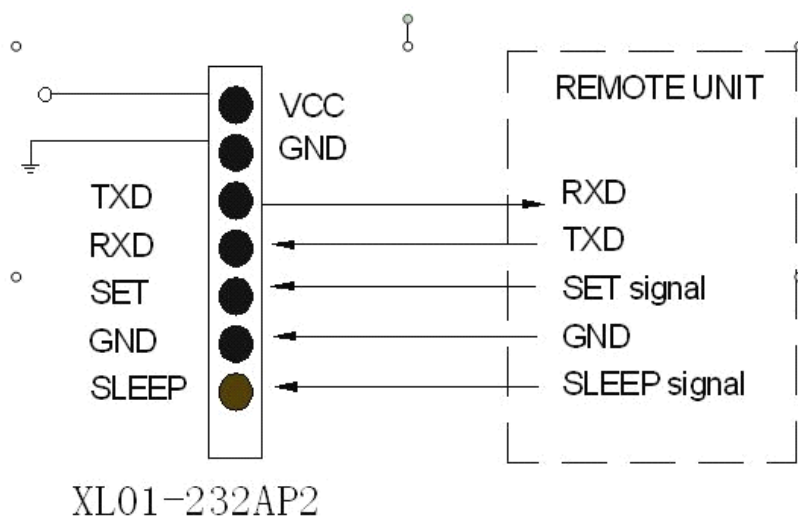 REMOTE UNIT
VCC
GND
TXD
RXD
RXD
TXD
SET
SET signal
GND
GND
SLEEP
SLEEP signal
XL01-232AP2